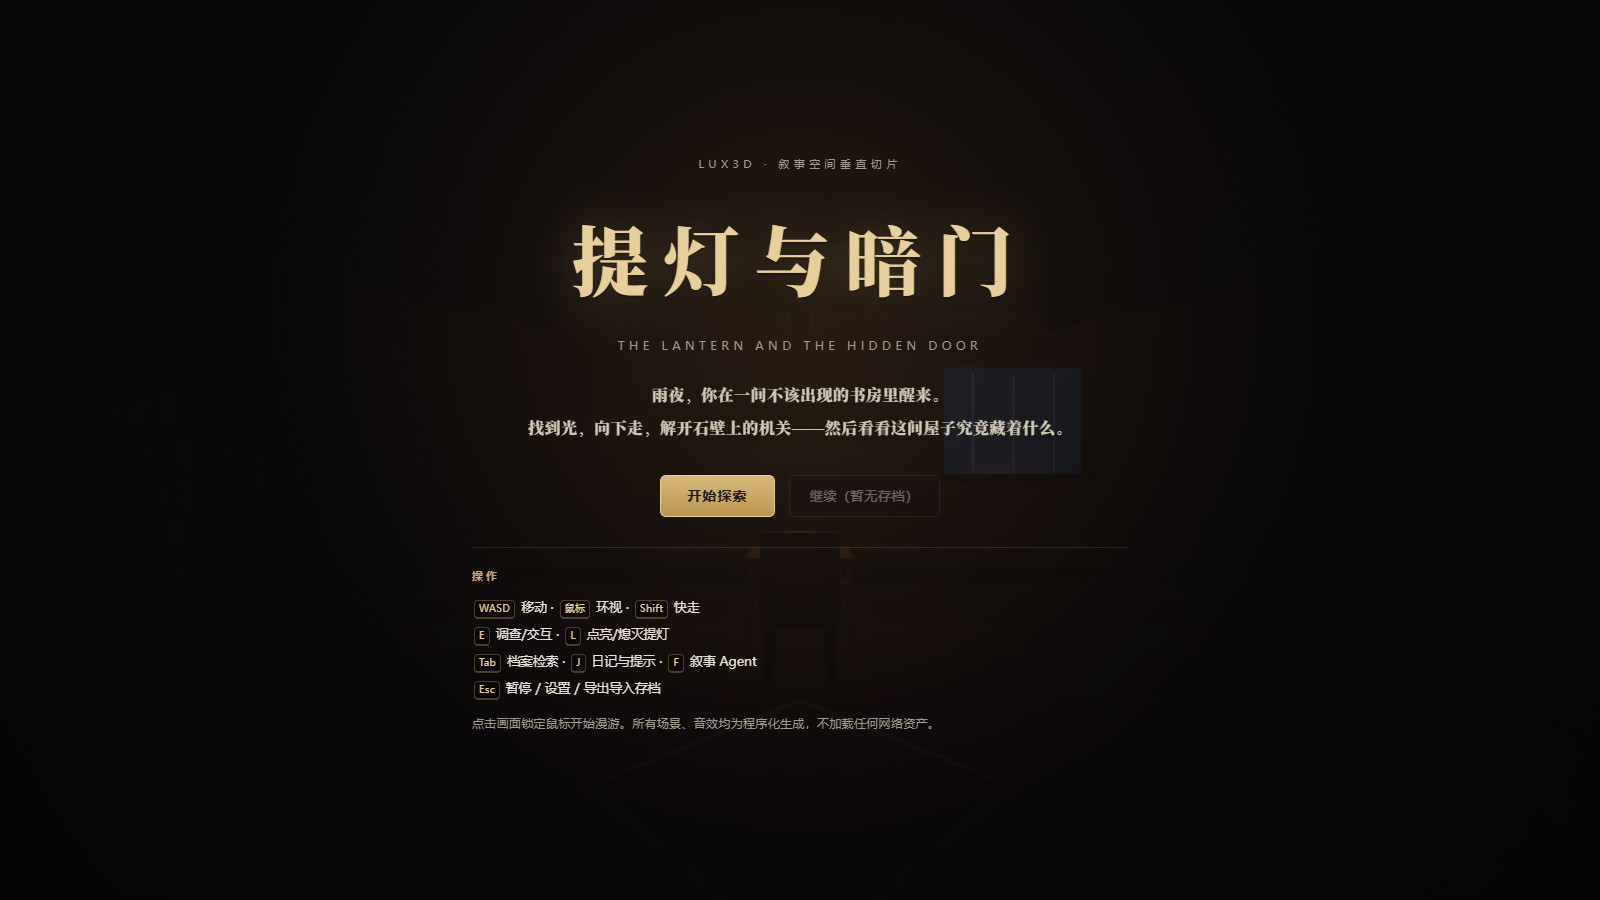 LUX3D · 叙事空间垂直切片
提灯与暗门
THE LANTERN AND THE HIDDEN DOOR
雨夜，你在一间不该出现的书房里醒来。
找到光，向下走，解开石壁上的机关——然后看看这间屋子究竟藏着什么。
开始探索 继续（暂无存档）
操作
WASD 移动 · 鼠标 环视 · Shift 快走
E 调查/交互 · L 点亮/熄灭提灯
Tab 档案检索 · J 日记与提示 · F 叙事 Agent
Esc 暂停 / 设置 / 导出导入存档
点击画面锁定鼠标开始漫游。所有场景、音效均为程序化生成，不加载任何网络资产。